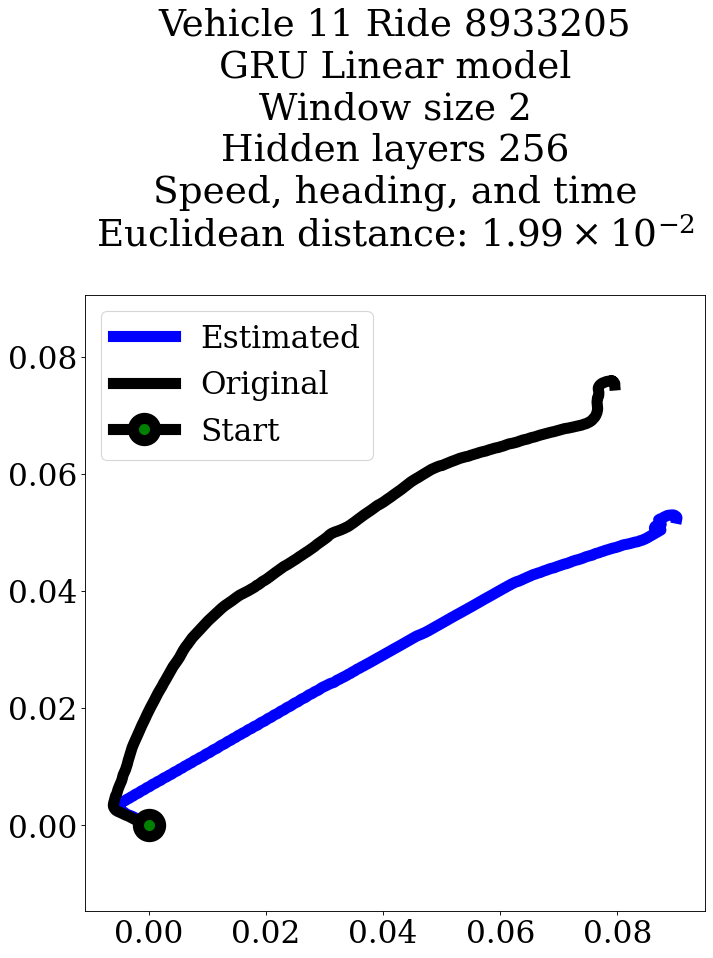 Vehicle 11 Ride 8933205
GRU Linear model
Window size 2
Hidden layers 256
Speed, heading, and time
Euclidean distance: 1.99 × 10⁻²
Estimated
Original
Start
0.08
0.06
0.04
0.02
0.00
0.00 0.02 0.04 0.06 0.08